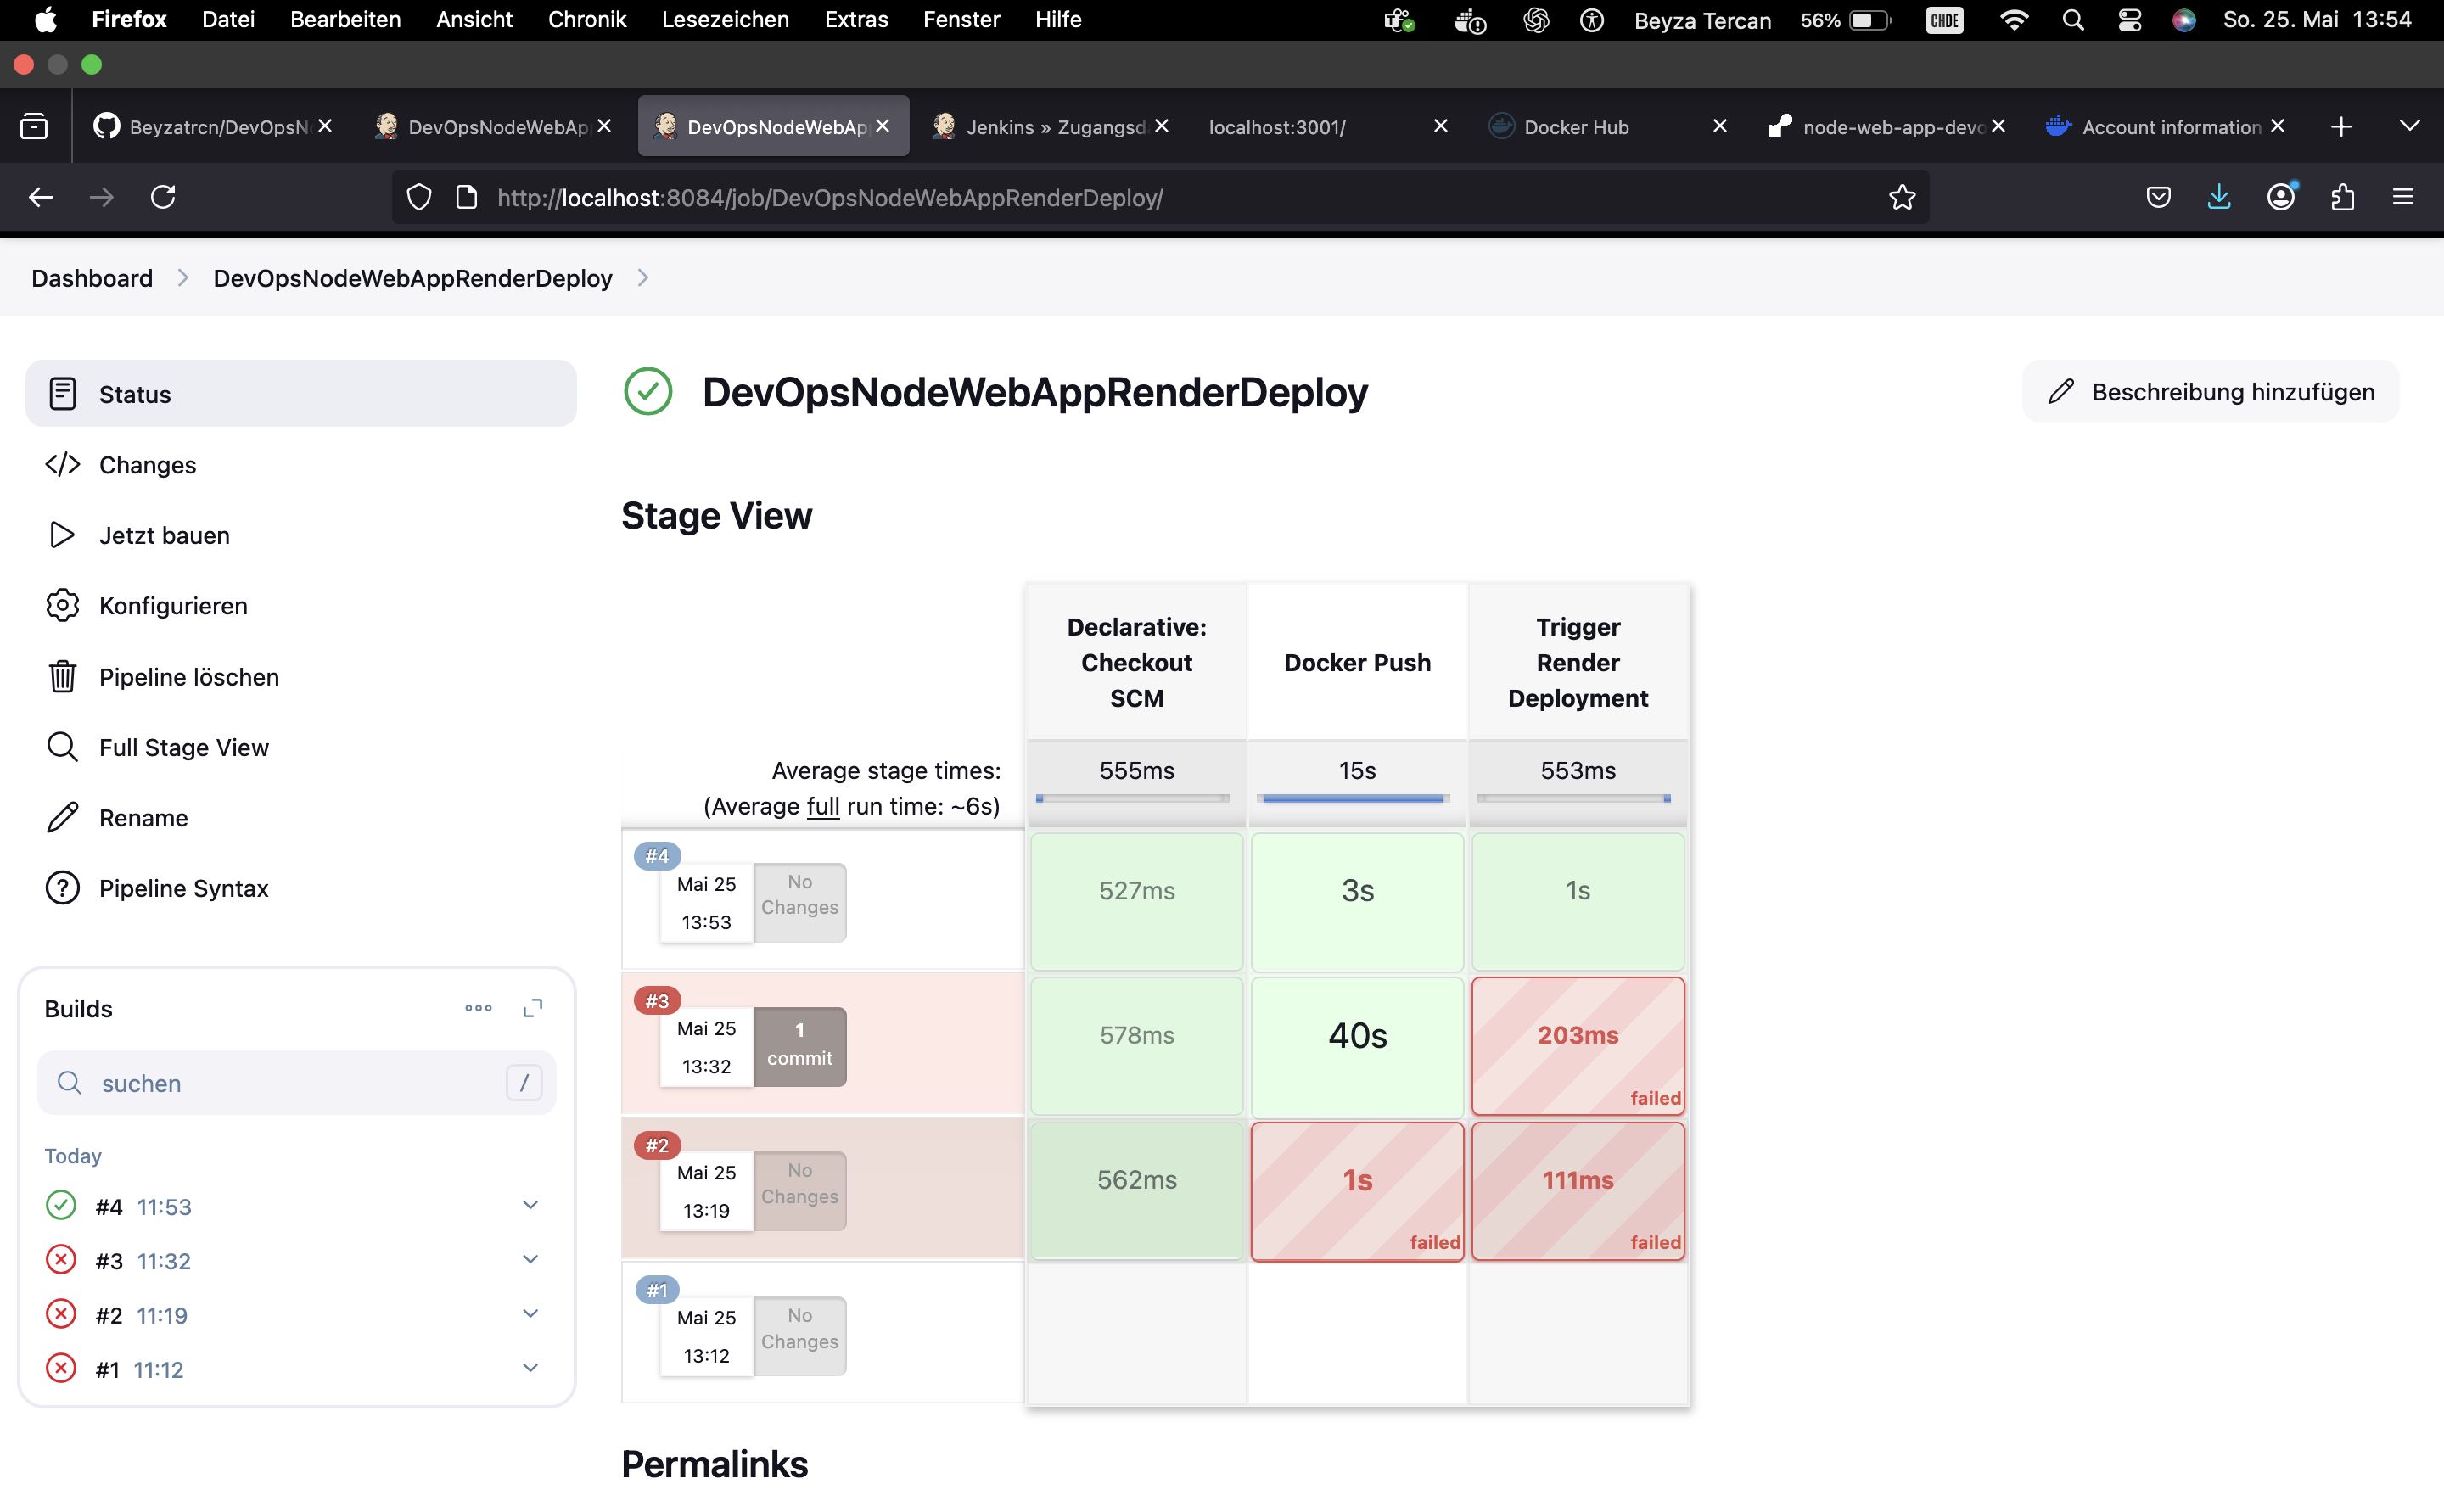 Firefox Datei Bearbeiten Ansicht Chronik Lesezeichen Extras Fenster Hilfe Beyza Tercan 56% CHDE So. 25. Mai 13:54
Beyzatrcn/DevOpsN DevOpsNodeWebAp DevOpsNodeWebAp Jenkins » Zugangsd localhost:3001/ Docker Hub node-web-app-devo Account information
http://localhost:8084/job/DevOpsNodeWebAppRenderDeploy/
Dashboard DevOpsNodeWebAppRenderDeploy
Status
Changes
Jetzt bauen
Konfigurieren
Pipeline löschen
Full Stage View
Rename
Pipeline Syntax
Builds
suchen /
Today
#4 11:53
#3 11:32
#2 11:19
#1 11:12
DevOpsNodeWebAppRenderDeploy
Beschreibung hinzufügen
Stage View
Declarative:
Checkout
SCM
Docker Push
Trigger
Render
Deployment
Average stage times:
(Average full run time: ~6s)
555ms
15s
553ms
#4
Mai 25
13:53
No
Changes
527ms
3s
1s
#3
Mai 25
13:32
1
commit
578ms
40s
203ms
failed
#2
Mai 25
13:19
No
Changes
562ms
1s
failed
111ms
failed
#1
Mai 25
13:12
No
Changes
Permalinks